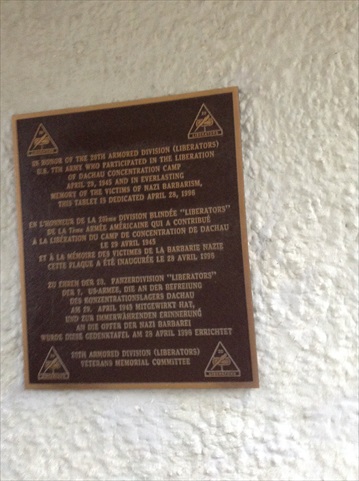 IN HONOR OF THE 20TH ARMORED DIVISION (LIBERATORS)
U.S. 7TH ARMY WHO PARTICIPATED IN THE LIBERATION
OF DACHAU CONCENTRATION CAMP
APRIL 29, 1945 AND IN EVERLASTING
MEMORY OF THE VICTIMS OF NAZI BARBARISM,
THIS TABLET IS DEDICATED APRIL 29, 1996
EN L'HONNEUR DE LA 20ième DIVISION BLINDÉE "LIBERATORS"
DE LA 7ième ARMÉE AMÉRICAINE QUI A CONTRIBUÉ
À LA LIBÉRATION DU CAMP DE CONCENTRATION DE DACHAU
LE 29 AVRIL 1945
ET À LA MÉMOIRE DES VICTIMES DE LA BARBARIE NAZIE
CETTE PLAQUE A ÉTÉ INAUGURÉE LE 29 AVRIL 1996
ZU EHREN DER 20. PANZERDIVISION "LIBERATORS"
DER 7. US-ARMEE, DIE AN DER BEFREIUNG
DES KONZENTRATIONSLAGERS DACHAU
AM 29. APRIL 1945 MITGEWIRKT HAT,
UND ZUR IMMERWÄHRENDEN ERINNERUNG
AN DIE OPFER DER NAZI BARBAREI
WURDE DIESE GEDENKTAFEL AM 29 APRIL 1996 ERRICHTET
20TH ARMORED DIVISION (LIBERATORS)
VETERANS MEMORIAL COMMITTEE